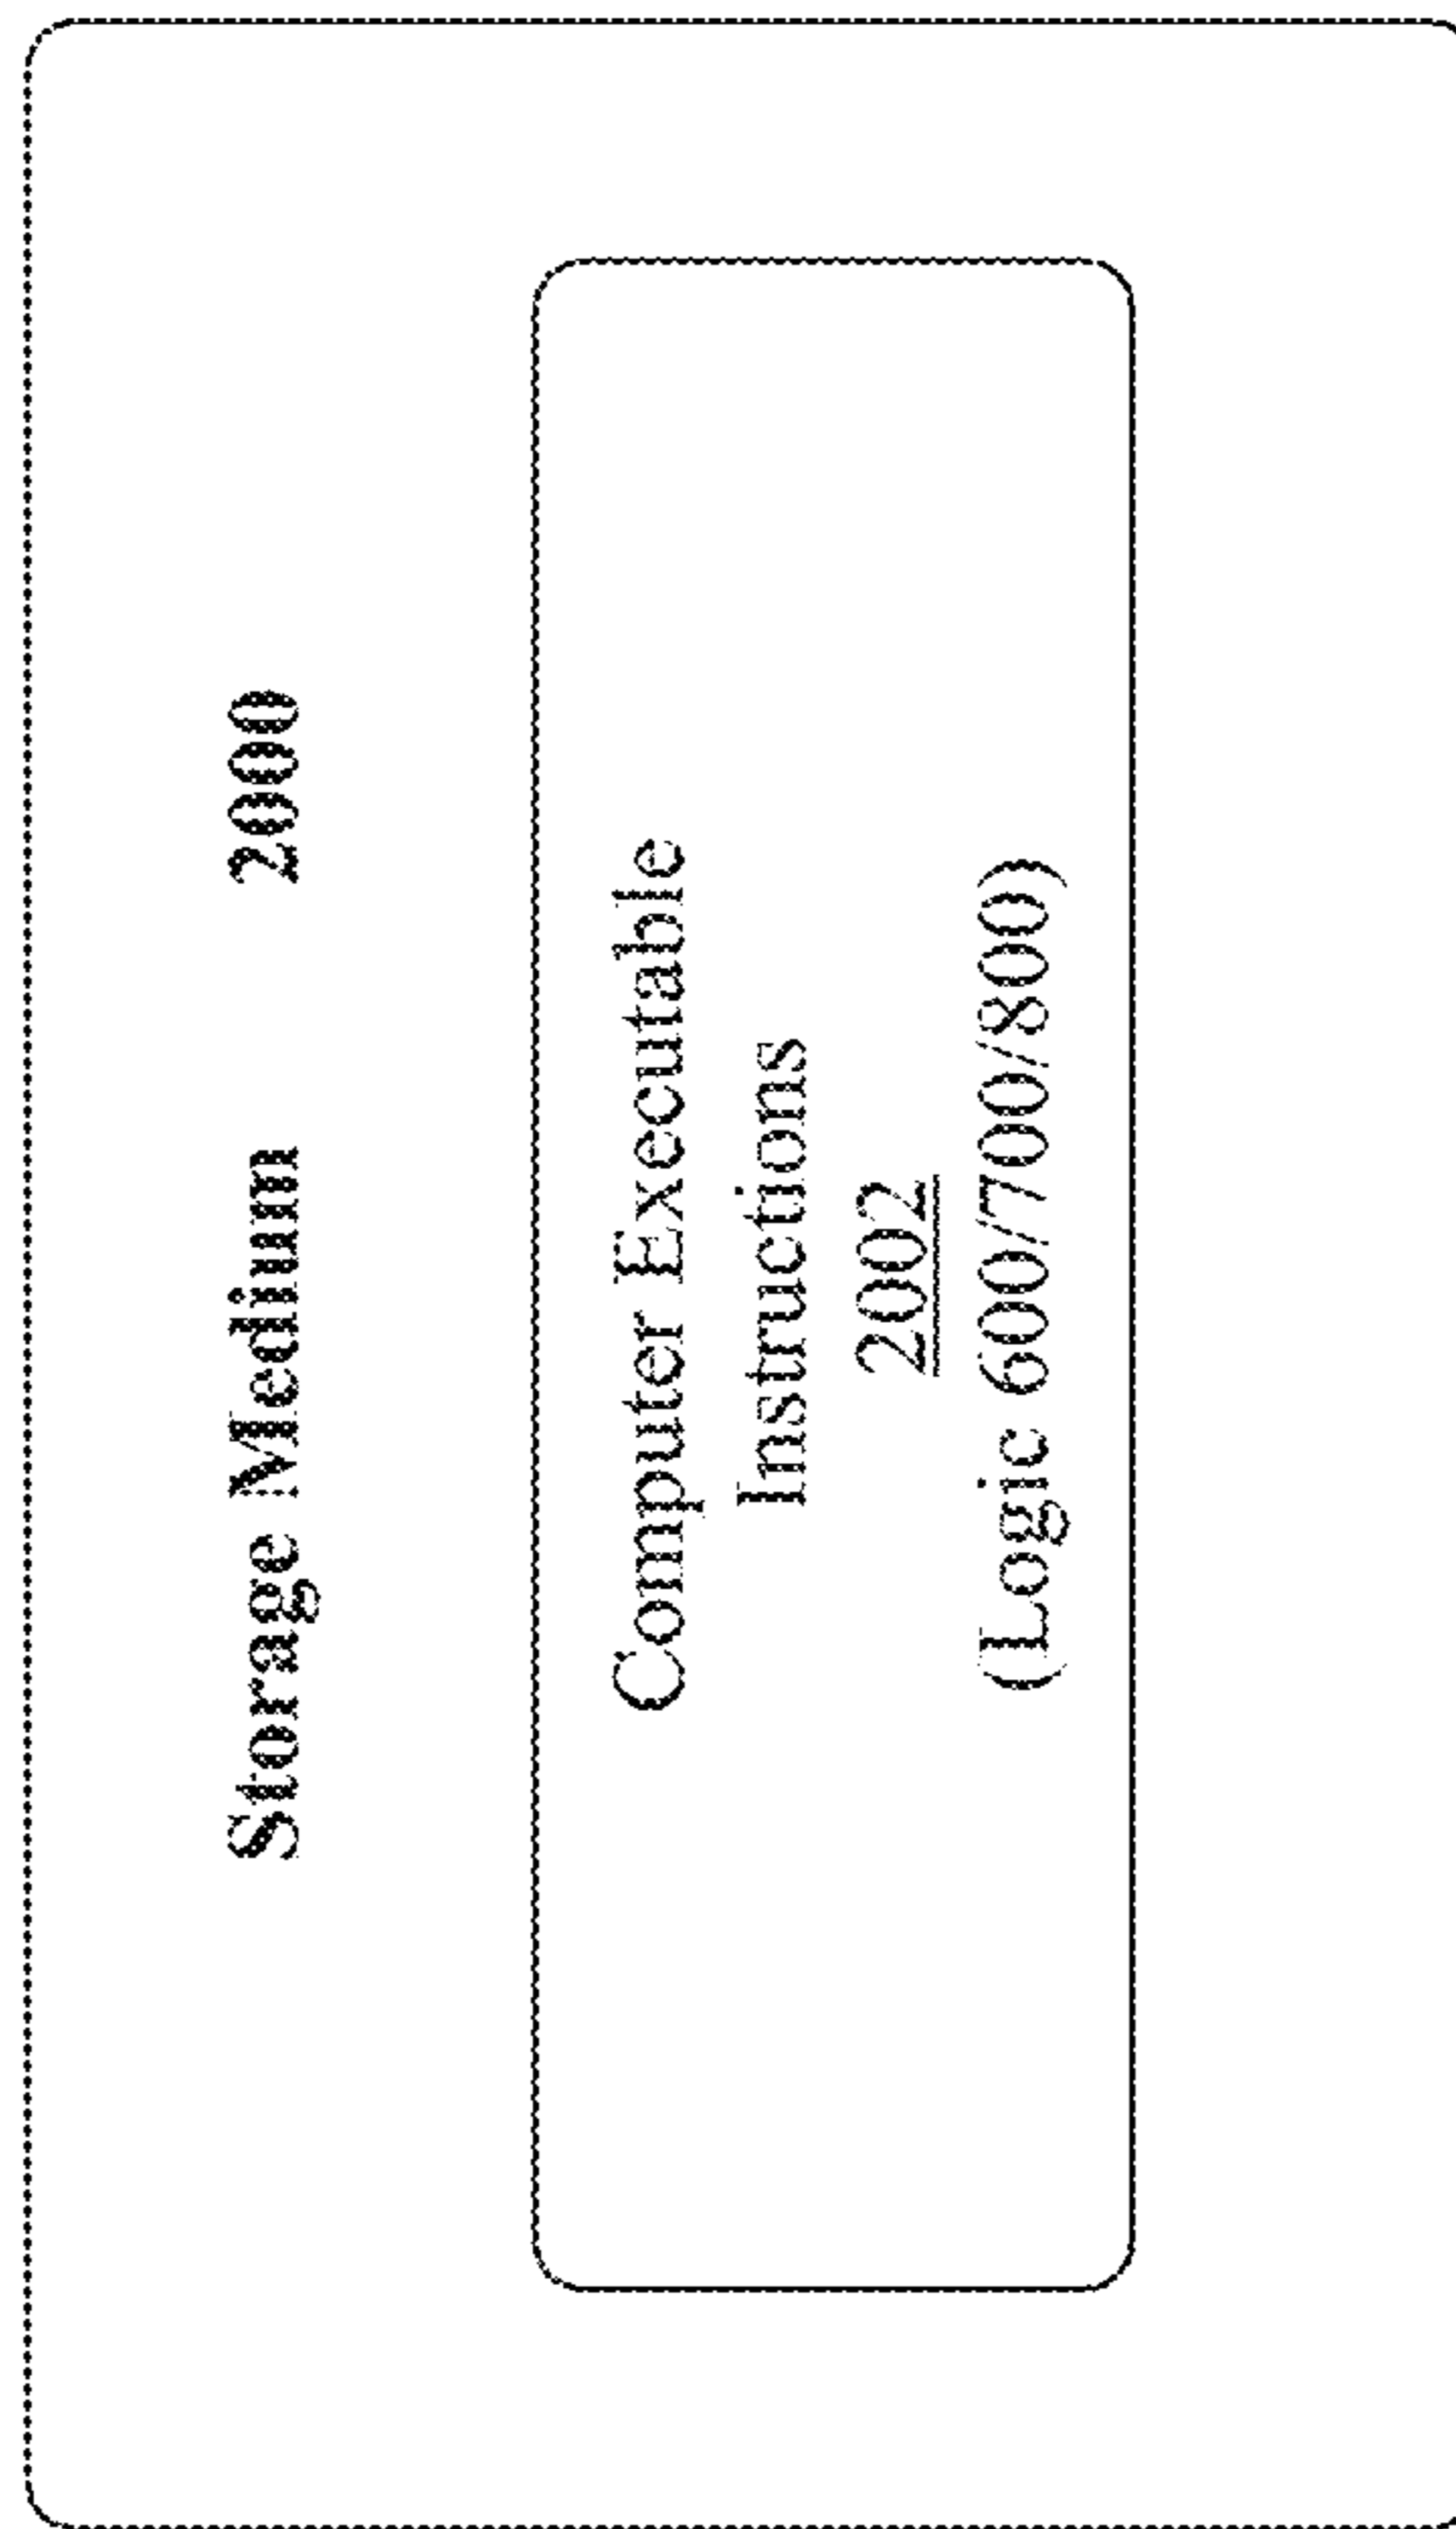 Storage Medium 2000
Computer Executable
Instructions
2002
(Logic 600/700/800)